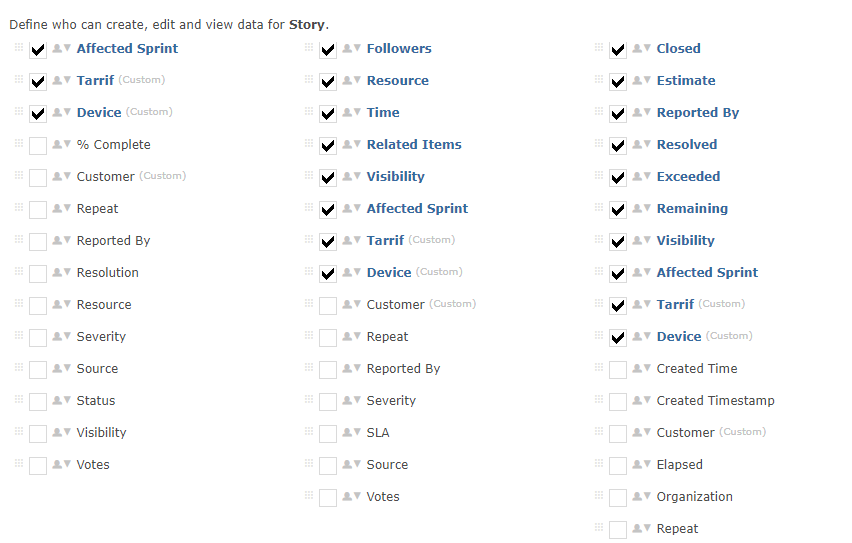 Define who can create, edit and view data for Story.
Affected Sprint
Tarrif (Custom)
Device (Custom)
% Complete
Customer (Custom)
Repeat
Reported By
Resolution
Resource
Severity
Source
Status
Visibility
Votes
Followers
Resource
Time
Related Items
Visibility
Affected Sprint
Tarrif (Custom)
Device (Custom)
Customer (Custom)
Repeat
Reported By
Severity
SLA
Source
Votes
Closed
Estimate
Reported By
Resolved
Exceeded
Remaining
Visibility
Affected Sprint
Tarrif (Custom)
Device (Custom)
Created Time
Created Timestamp
Customer (Custom)
Elapsed
Organization
Repeat